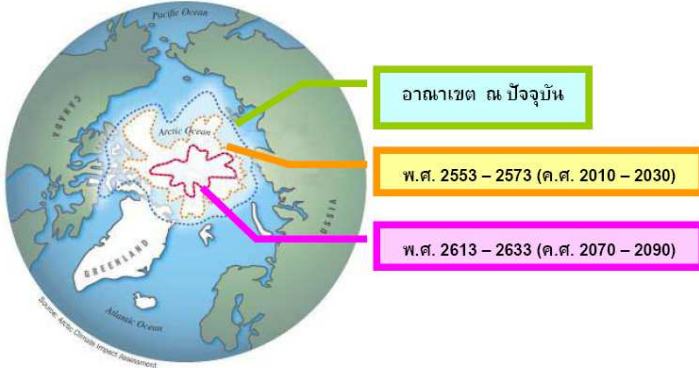 Pacific Ocean
CANADA
Arctic Ocean
RUSSIA
GREENLAND
Atlantic Ocean
Source: Arctic Climate Impact Assessment
อาณาเขต ณ ปัจจุบัน
พ.ศ. 2553 – 2573 (ค.ศ. 2010 – 2030)
พ.ศ. 2613 – 2633 (ค.ศ. 2070 – 2090)